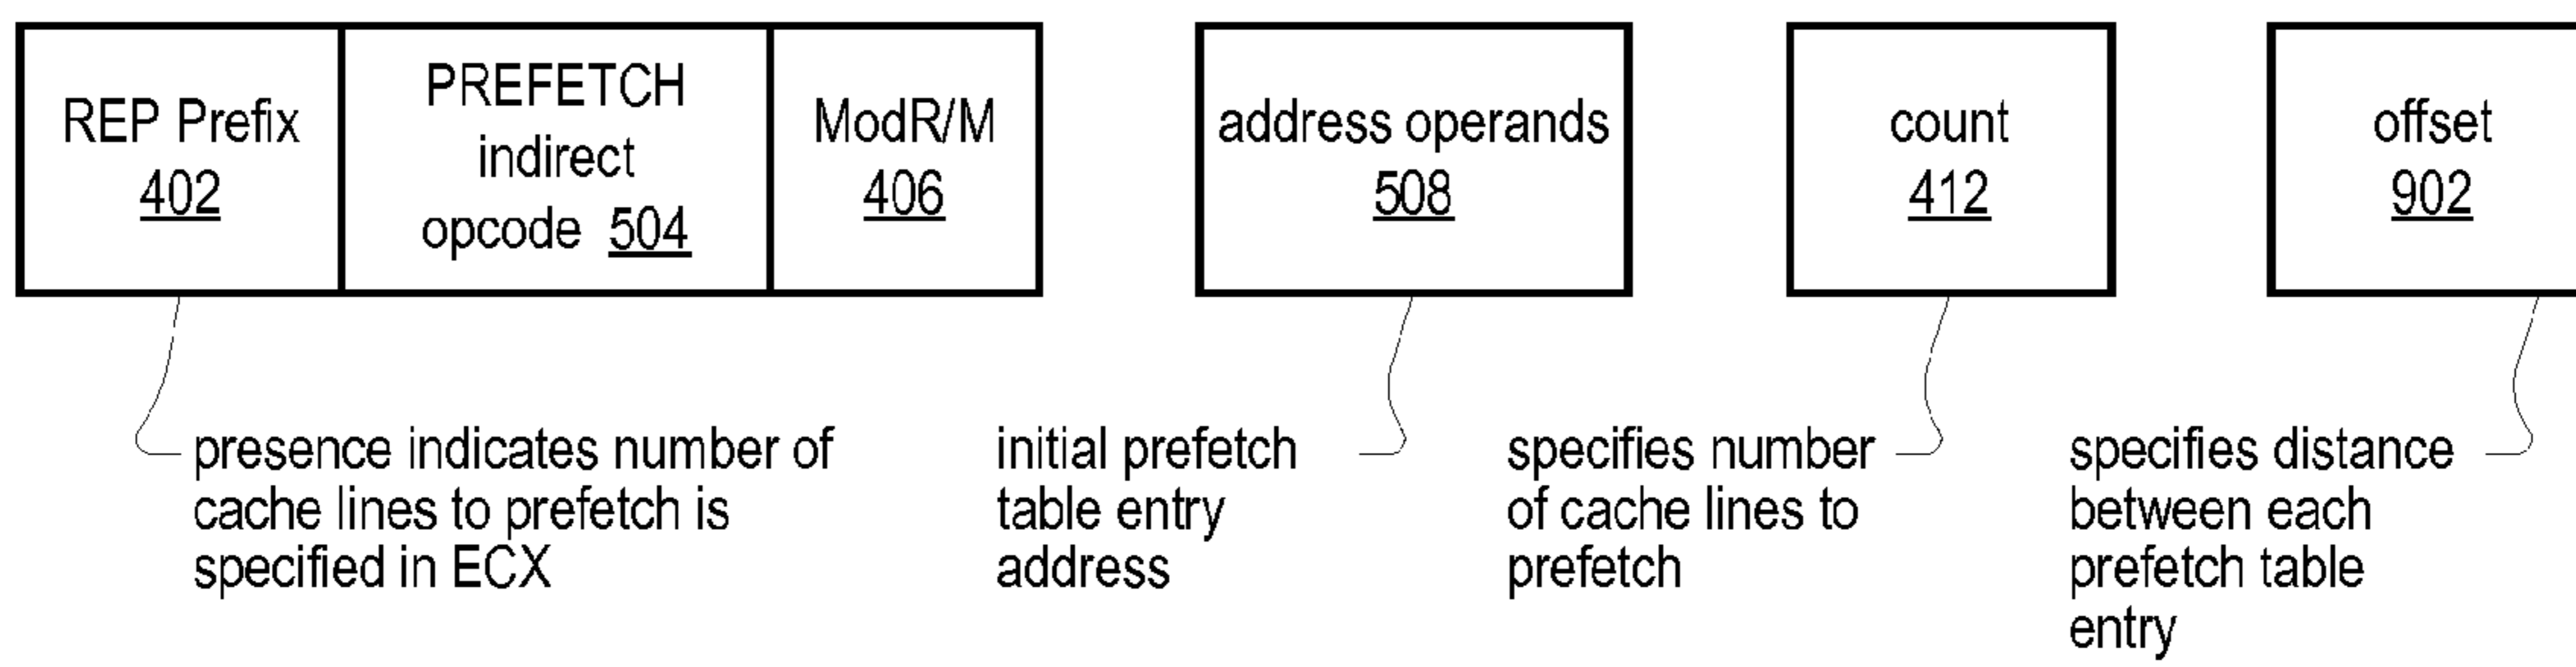 REP Prefix
402
PREFETCH
indirect
opcode 504
ModR/M
406
address operands
508
count
412
offset
902
presence indicates number of
cache lines to prefetch is
specified in ECX
initial prefetch
table entry
address
specifies number
of cache lines to
prefetch
specifies distance
between each
prefetch table
entry